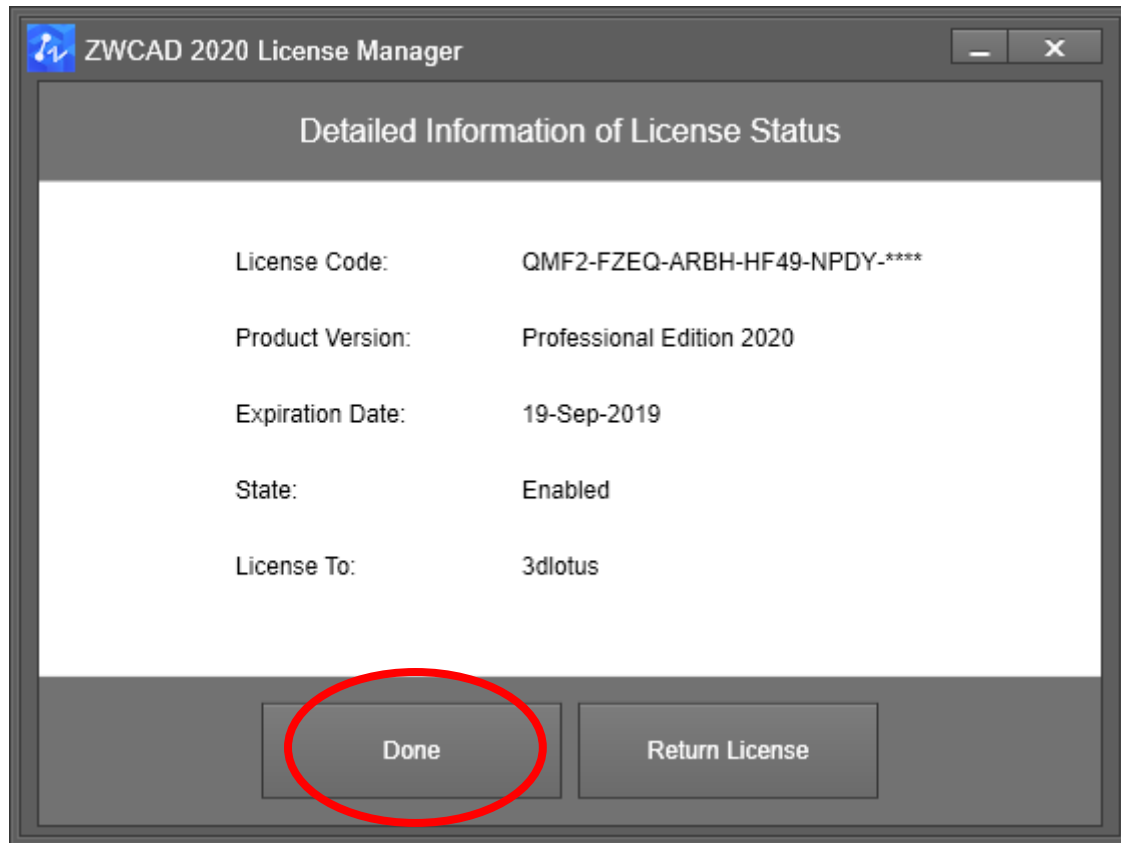 ZWCAD 2020 License Manager
Detailed Information of License Status
License Code: QMF2-FZEQ-ARBH-HF49-NPDY-****
Product Version: Professional Edition 2020
Expiration Date: 19-Sep-2019
State: Enabled
License To: 3dlotus
Done Return License